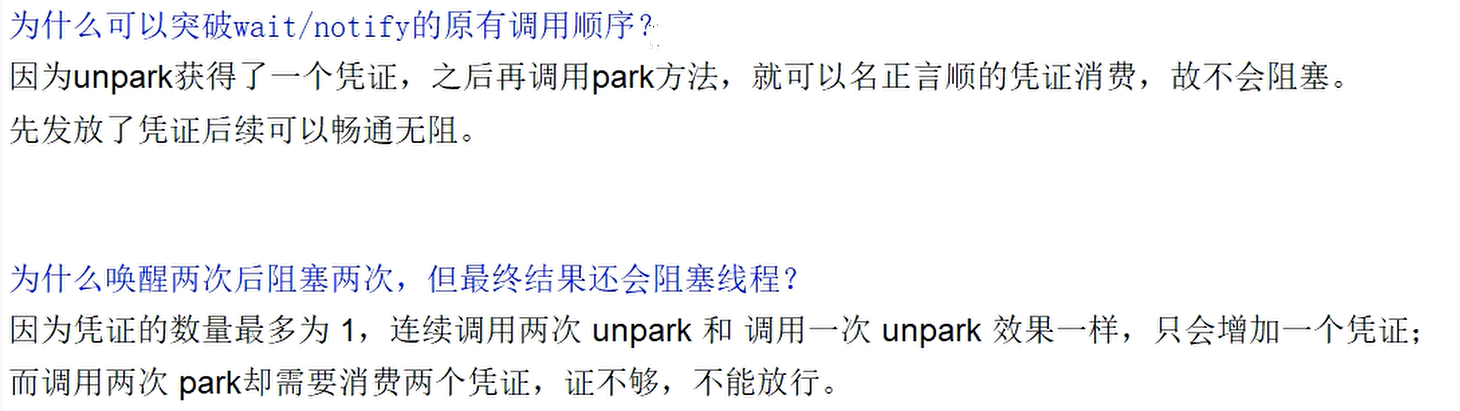 为什么可以突破wait/notify的原有调用顺序？
因为unpark获得了一个凭证，之后再调用park方法，就可以名正言顺的凭证消费，故不会阻塞。
先发放了凭证后续可以畅通无阻。
为什么唤醒两次后阻塞两次，但最终结果还会阻塞线程？
因为凭证的数量最多为 1，连续调用两次 unpark 和 调用一次 unpark 效果一样，只会增加一个凭证；
而调用两次 park却需要消费两个凭证，证不够，不能放行。